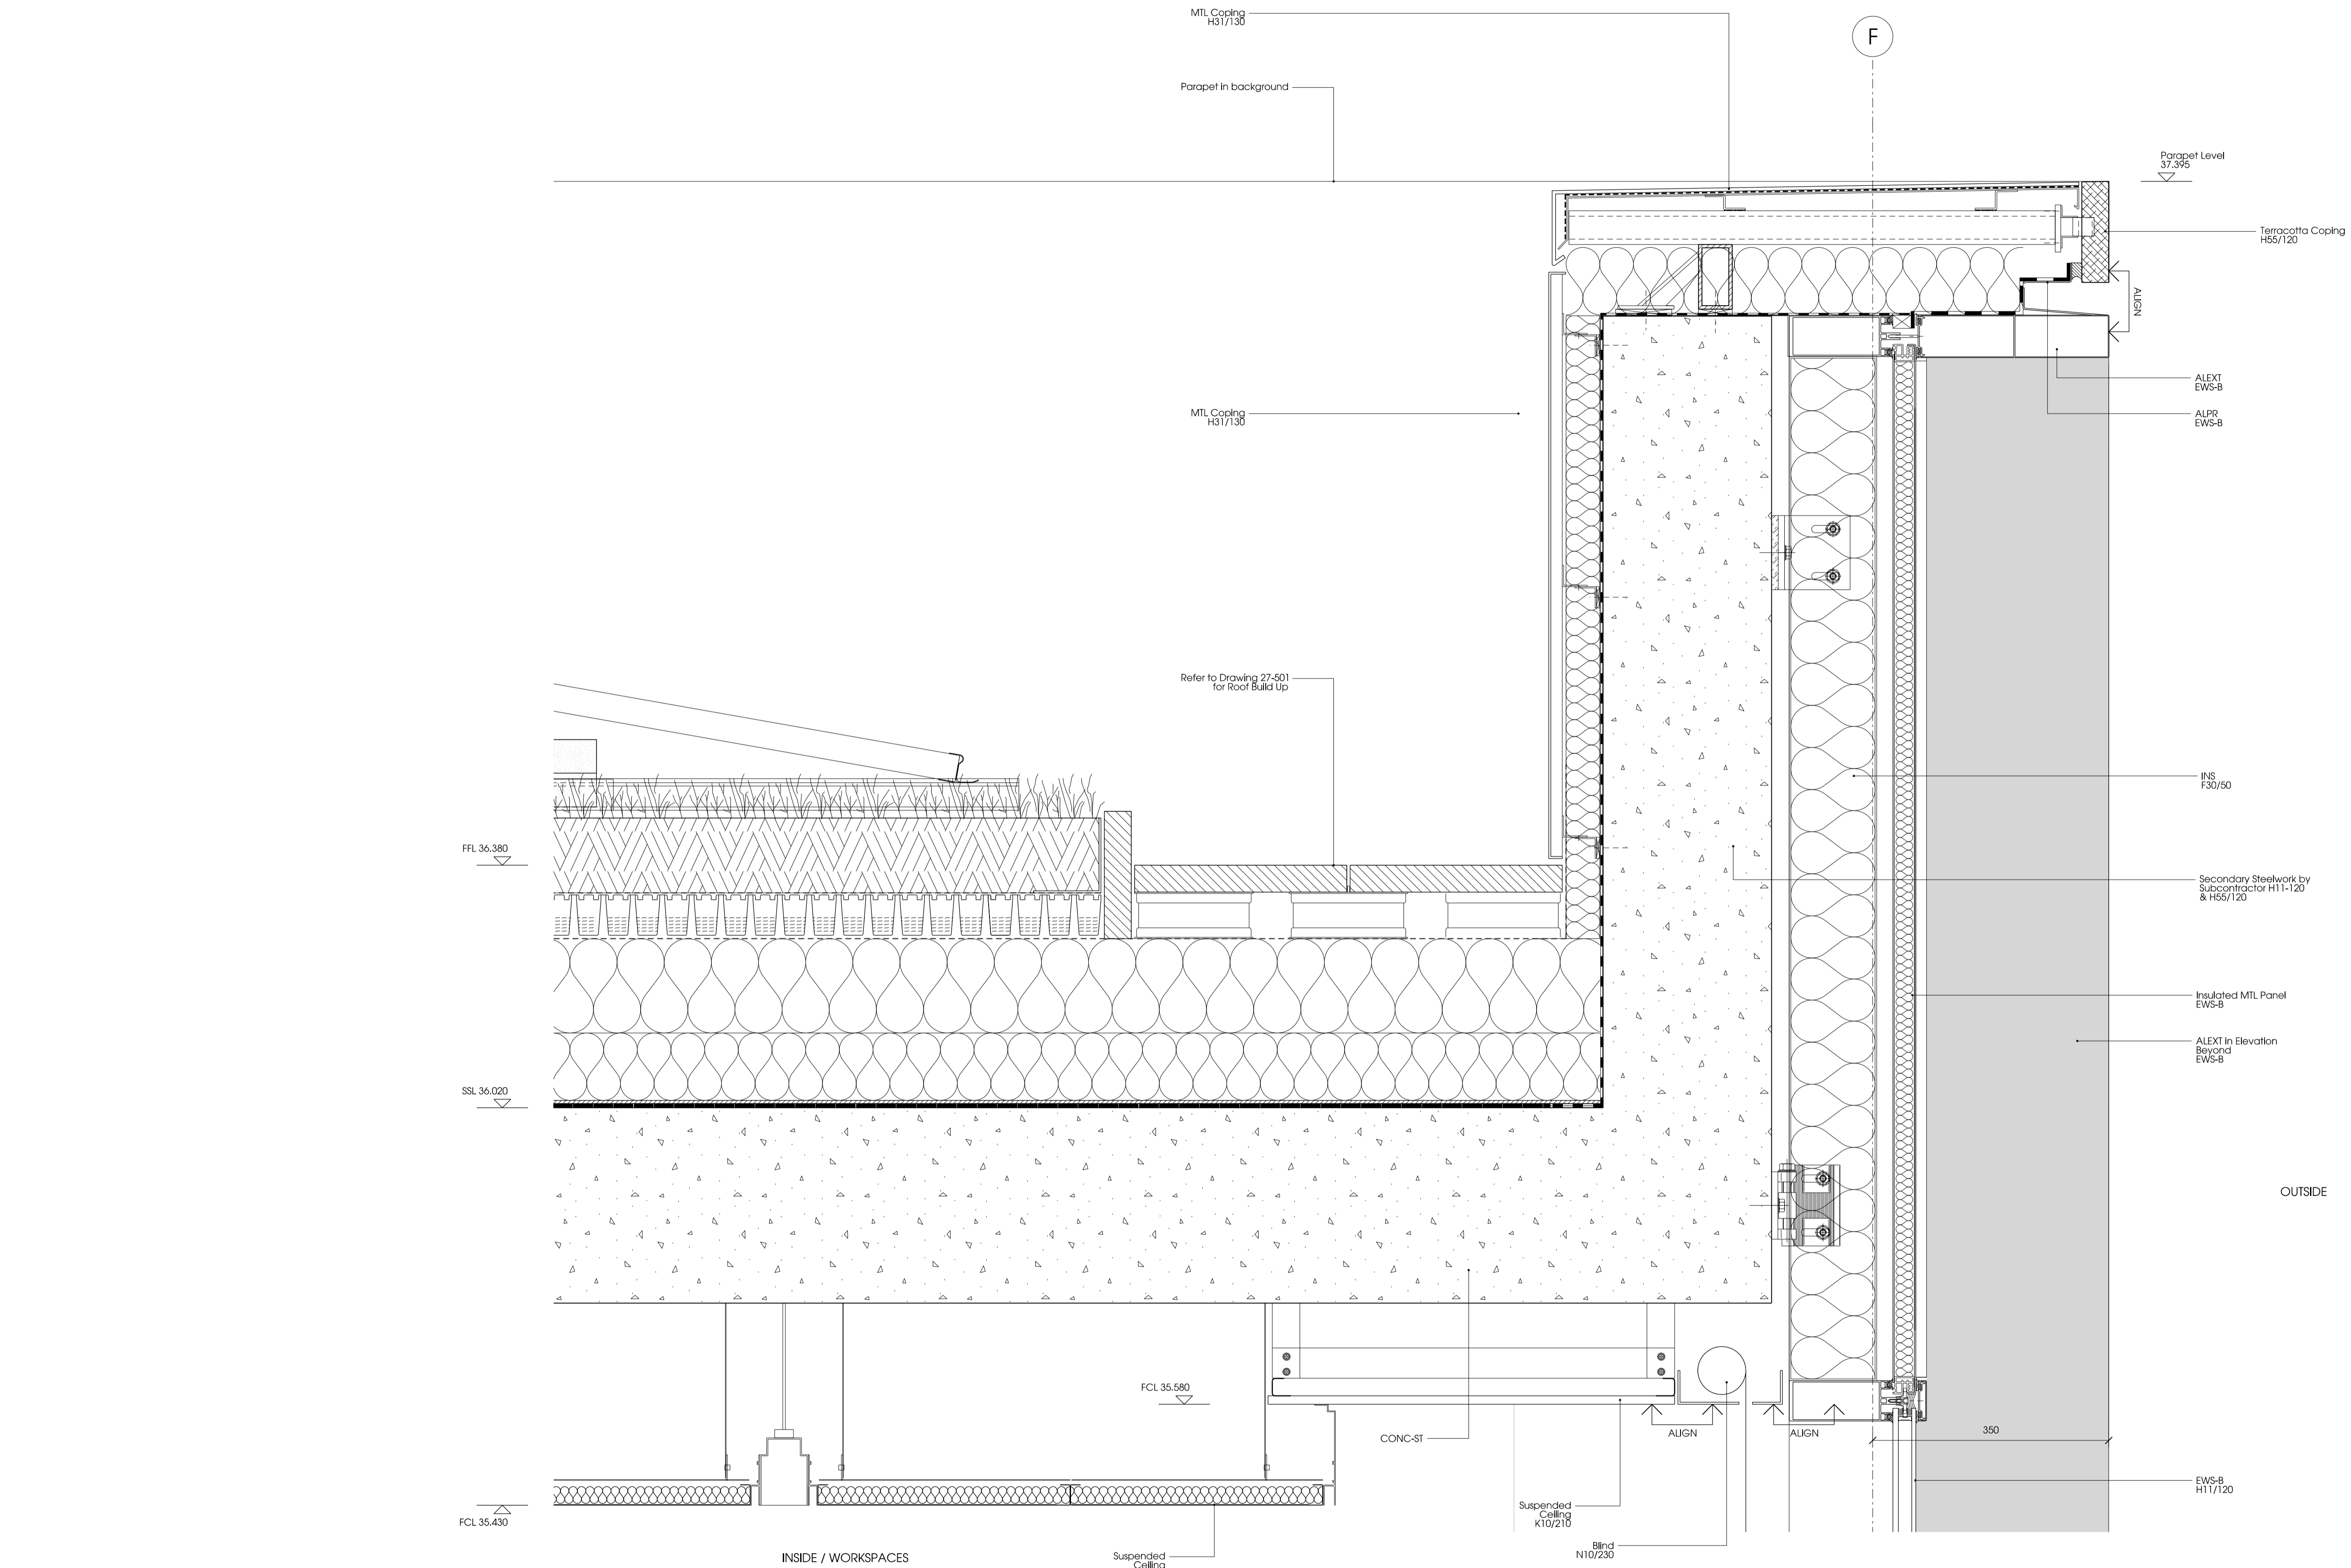 MTL Coping
H31/130
F
Parapet in background
Parapet Level
37.395
Terracotta Coping
H55/120
ALIGN
ALEXT
EWS-B
MTL Coping
H31/130
ALPR
EWS-B
Refer to Drawing 27-501
for Roof Build Up
INS
F30/50
FFL 36.380
Secondary Steelwork by
Subcontractor H11-120
& H55/120
Insulated MTL Panel
EWS-B
ALEXT in Elevation
Beyond
EWS-B
SSL 36.020
OUTSIDE
FCL 35.580
CONC-ST
ALIGN
ALIGN
350
EWS-B
H11/120
Suspended
Ceiling
K10/210
FCL 35.430
Blind
N10/230
INSIDE / WORKSPACES
Suspended
Ceiling